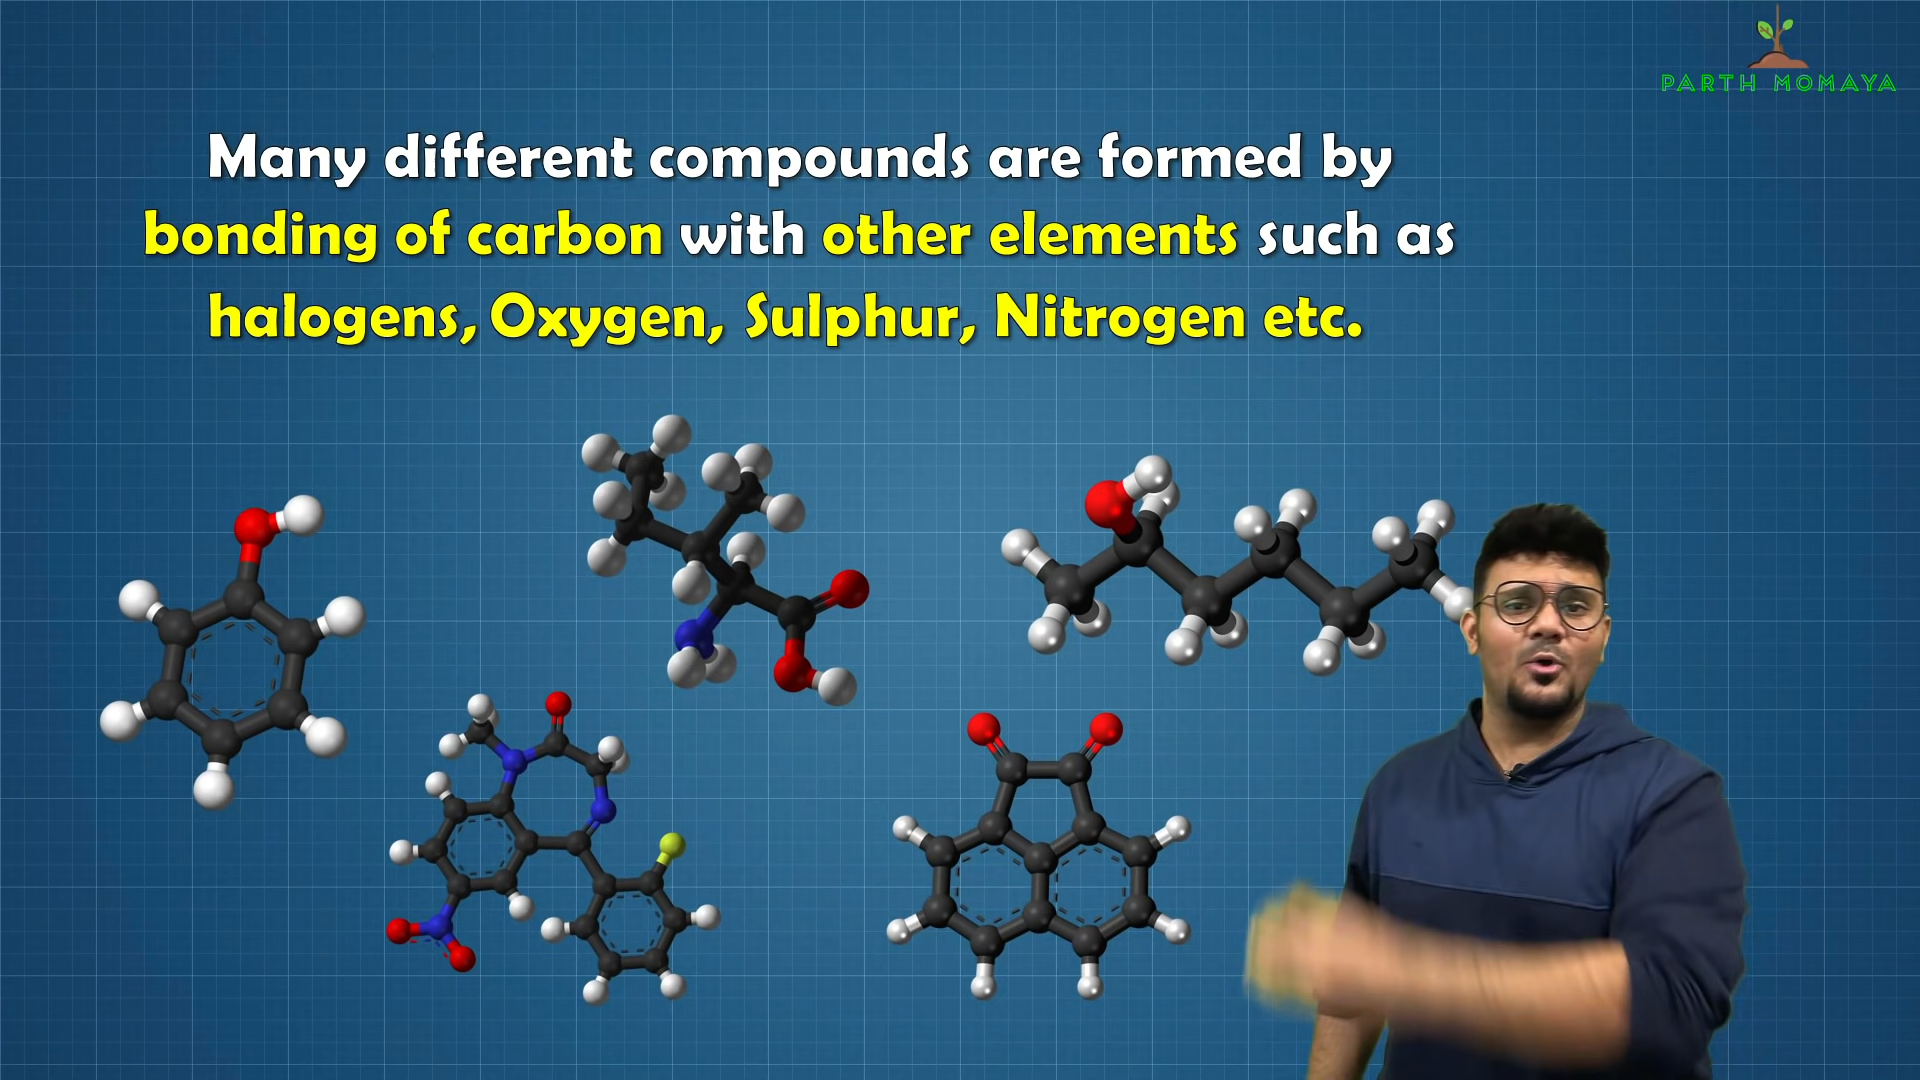 PARTH MOMAYA
Many different compounds are formed by
bonding of carbon with other elements such as
halogens, Oxygen, Sulphur, Nitrogen etc.